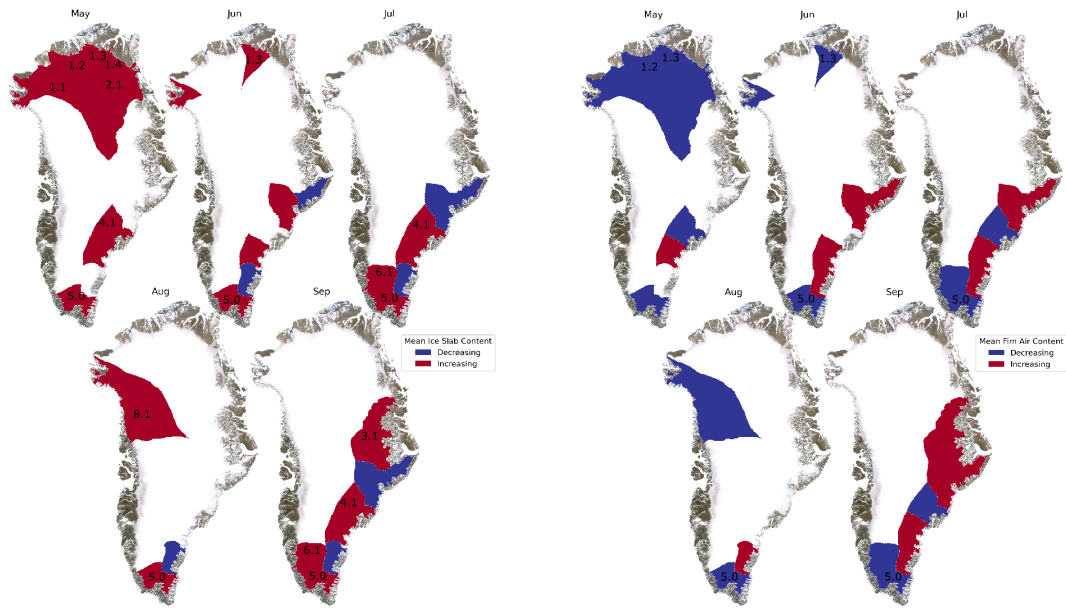 May
Jun
Jul
1.3
1.2
1.4
1.1
2.1
4.1
5.0
1.3
5.0
4.1
6.1
5.0
Aug
Sep
Mean Ice Slab Content
Decreasing
Increasing
8.1
5.0
3.1
4.1
6.1
5.0
May
Jun
Jul
1.3
1.2
1.3
5.0
5.0
Aug
Sep
Mean Firn Air Content
Decreasing
Increasing
5.0
5.0